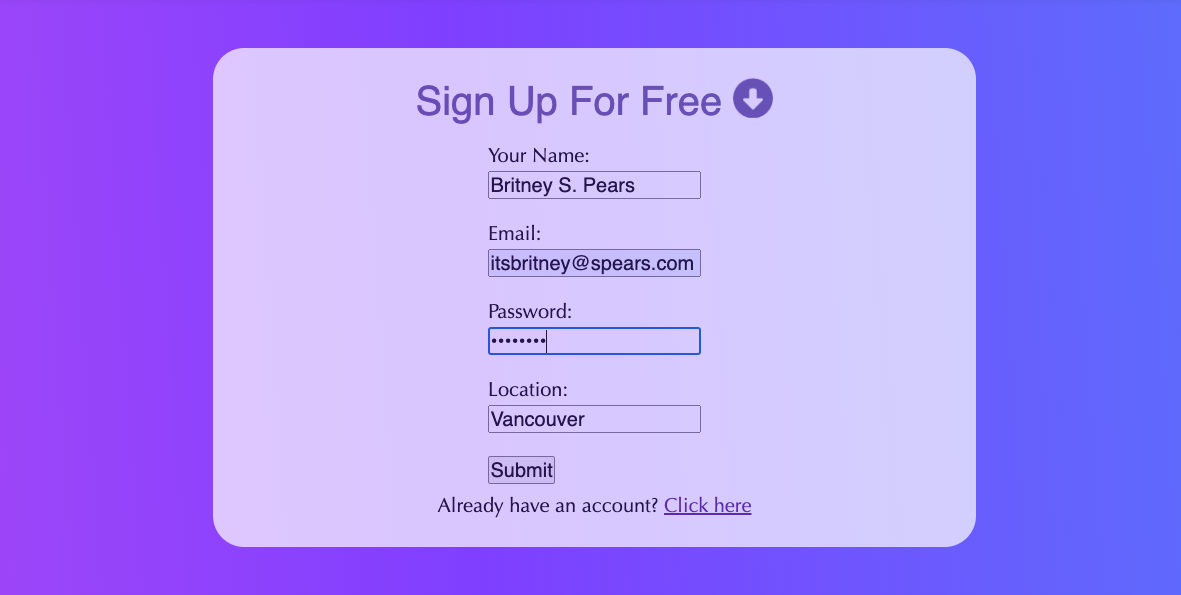 Sign Up For Free
Your Name:
Britney S. Pears
Email:
itsbritney@spears.com
Password:
••••••••
Location:
Vancouver
Submit
Already have an account? Click here